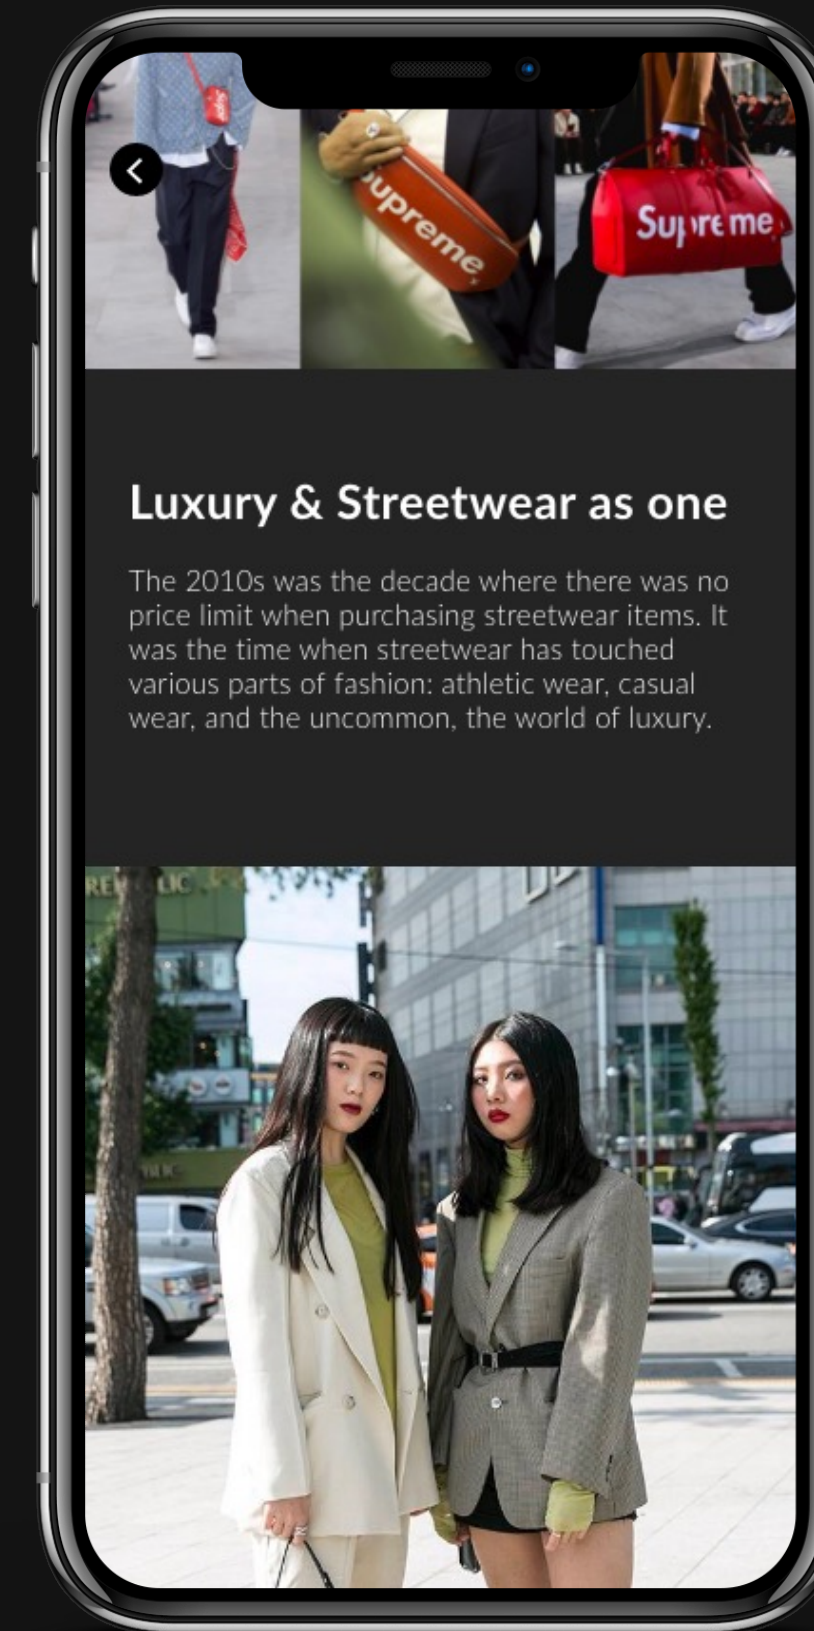 Supreme
Supreme
Luxury & Streetwear as one
The 2010s was the decade where there was no
price limit when purchasing streetwear items. It
was the time when streetwear has touched
various parts of fashion: athletic wear, casual
wear, and the uncommon, the world of luxury.